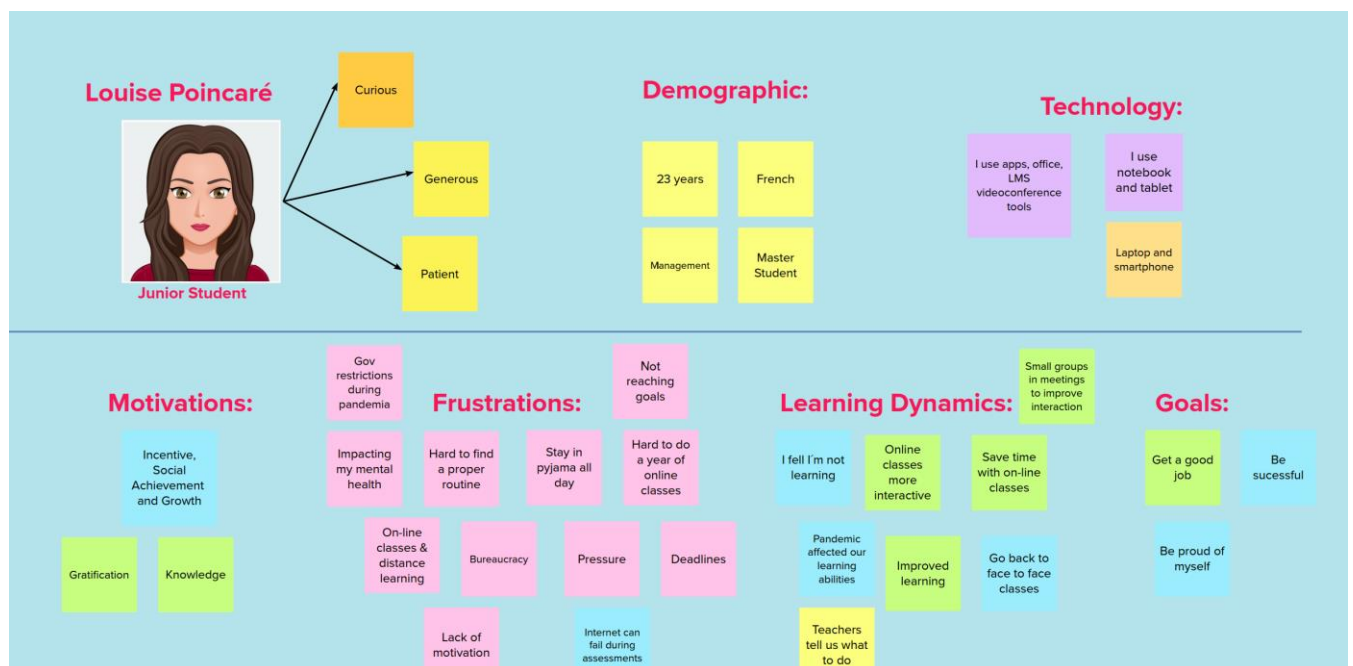 Louise Poincaré
Junior Student
Curious
Generous
Patient
Demographic:
23 years
French
Management
Master
Student
Technology:
I use apps, office,
LMS
videoconference
tools
I use
notebook
and tablet
Laptop and
smartphone
Motivations:
Incentive,
Social
Achievement
and Growth
Gratification
Knowledge
Frustrations:
Gov
restrictions
during
pandemia
Not
reaching
goals
Impacting
my mental
health
Hard to find
a proper
routine
Stay in
pyjama all
day
Hard to do
a year of
online
classes
On-line
classes &
distance
learning
Bureaucracy
Pressure
Deadlines
Lack of
motivation
Internet can
fail during
assessments
Learning Dynamics:
Small groups
in meetings
to improve
interaction
I fell I´m not
learning
Online
classes
more
interactive
Save time
with on-line
classes
Pandemic
affected our
learning
abilities
Improved
learning
Go back to
face to face
classes
Teachers
tell us what
to do
Goals:
Get a good
job
Be
sucessful
Be proud of
myself